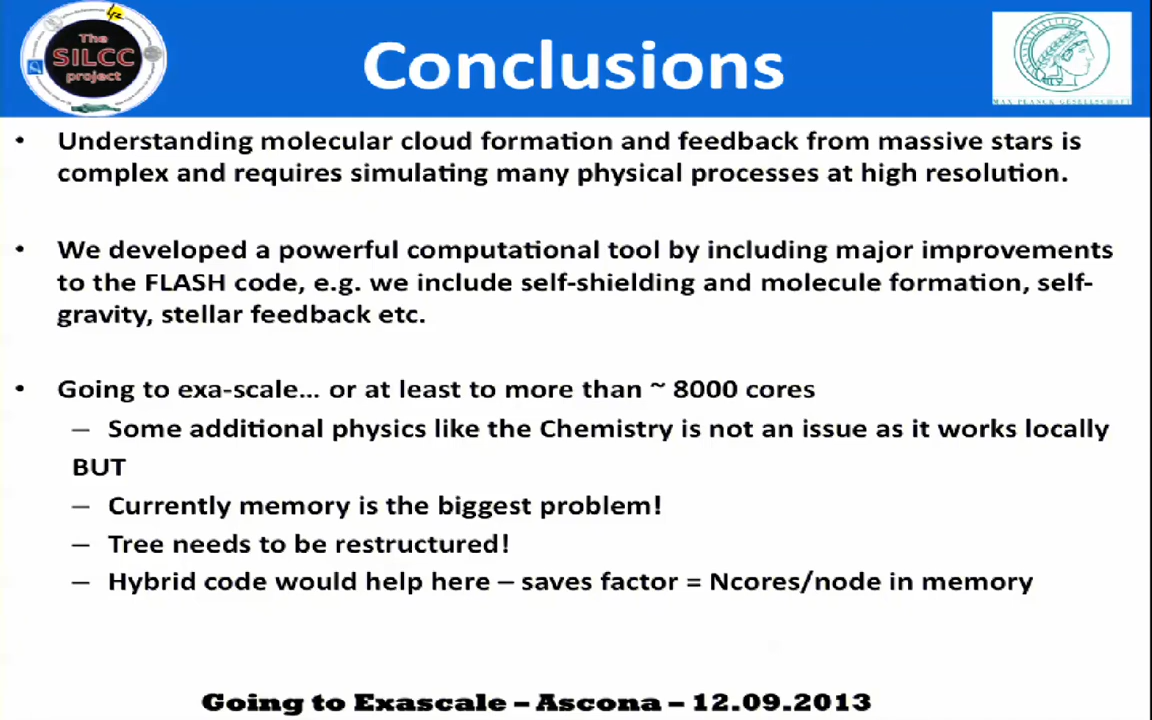 The
SILCC
project
Conclusions
MAX PLANCK GESELLSCHAFT
• Understanding molecular cloud formation and feedback from massive stars is
complex and requires simulating many physical processes at high resolution.
• We developed a powerful computational tool by including major improvements
to the FLASH code, e.g. we include self-shielding and molecule formation, self-
gravity, stellar feedback etc.
• Going to exa-scale… or at least to more than ~ 8000 cores
– Some additional physics like the Chemistry is not an issue as it works locally
BUT
– Currently memory is the biggest problem!
– Tree needs to be restructured!
– Hybrid code would help here – saves factor = Ncores/node in memory
Going to Exascale – Ascona – 12.09.2013